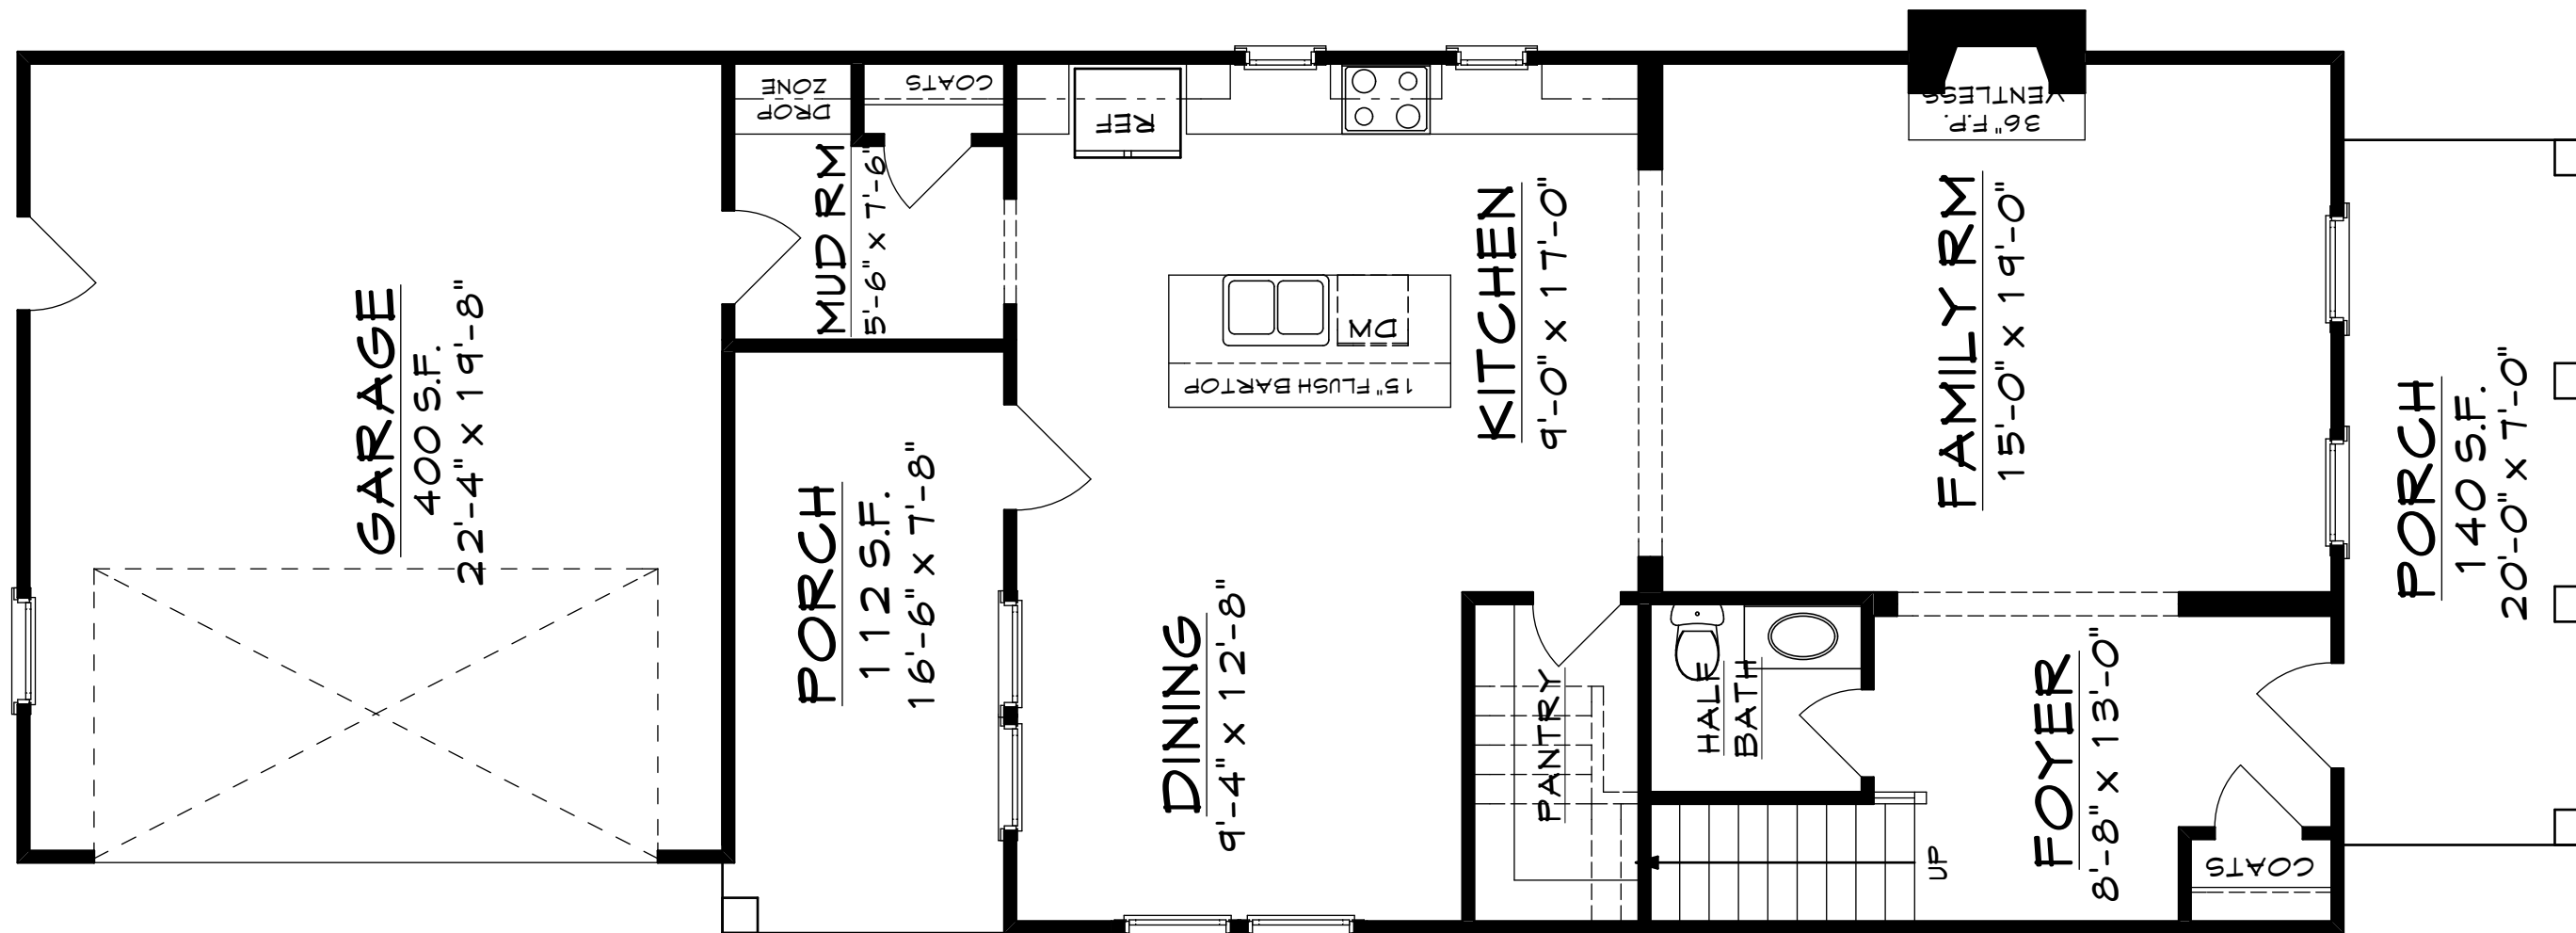 GARAGE
400 S.F.
22'-4" x 19'-8"
DROP
ZONE
COATS
MUD RM
5'-6" x 7'-6"
PORCH
112 S.F.
16'-6" x 7'-8"
REF
DW
15" FLUSH BARTOP
KITCHEN
9'-0" x 17'-0"
DINING
9'-4" x 12'-8"
PANTRY
HALF
BATH
UP
36" F.P.
VENTLESS
FAMILY RM
15'-0" x 19'-0"
FOYER
8'-8" x 13'-0"
COATS
PORCH
140 S.F.
20'-0" x 7'-0"